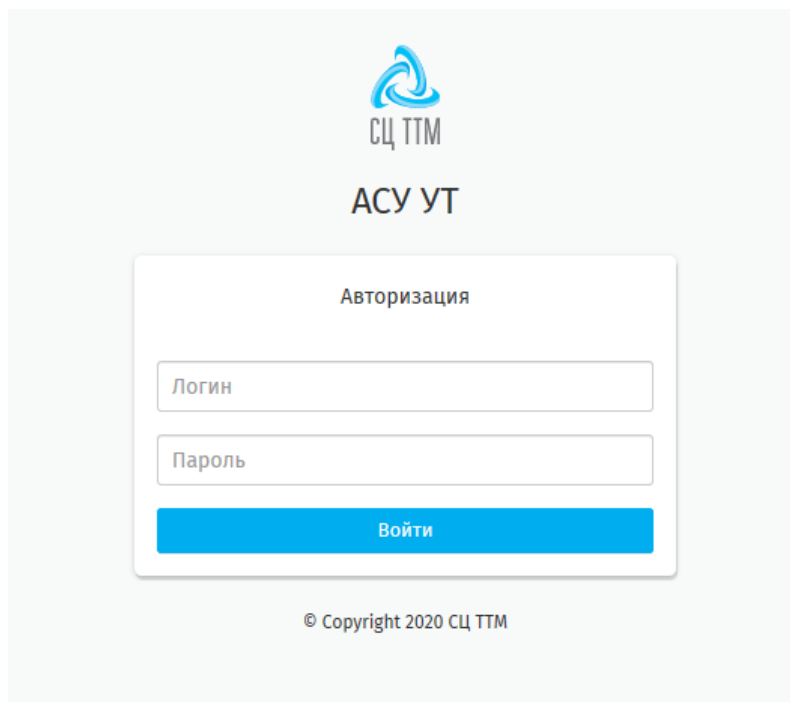 СЦ ТТМ
АСУ УТ
Авторизация
Логин
Пароль
Войти
© Copyright 2020 СЦ ТТМ